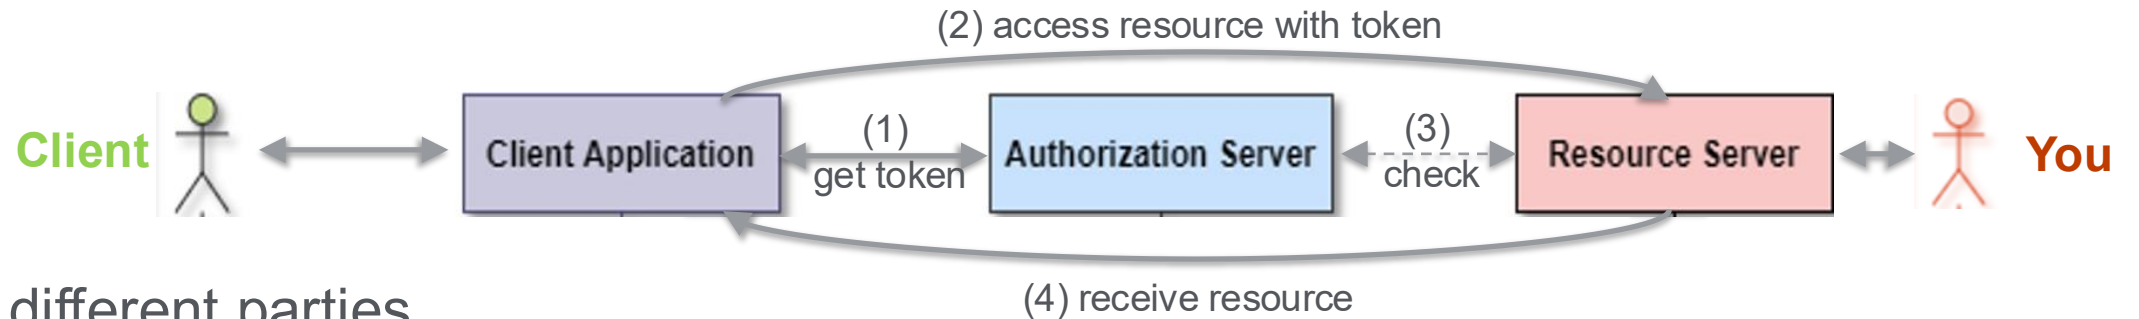 (2) access resource with token
Client
Client Application
(1)
get token
Authorization Server
(3)
check
Resource Server
You
(4) receive resource
different parties